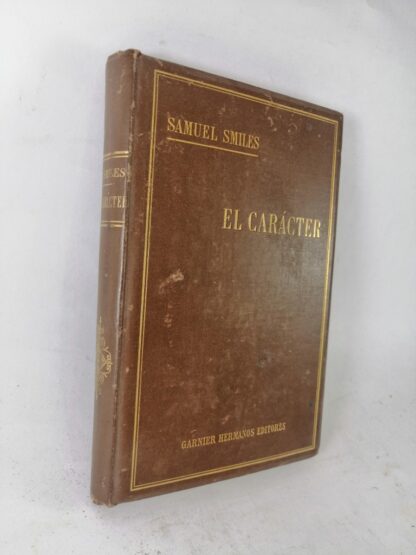 SAMUEL SMILES
EL CARÁCTER
GARNIER HERMANOS EDITORES